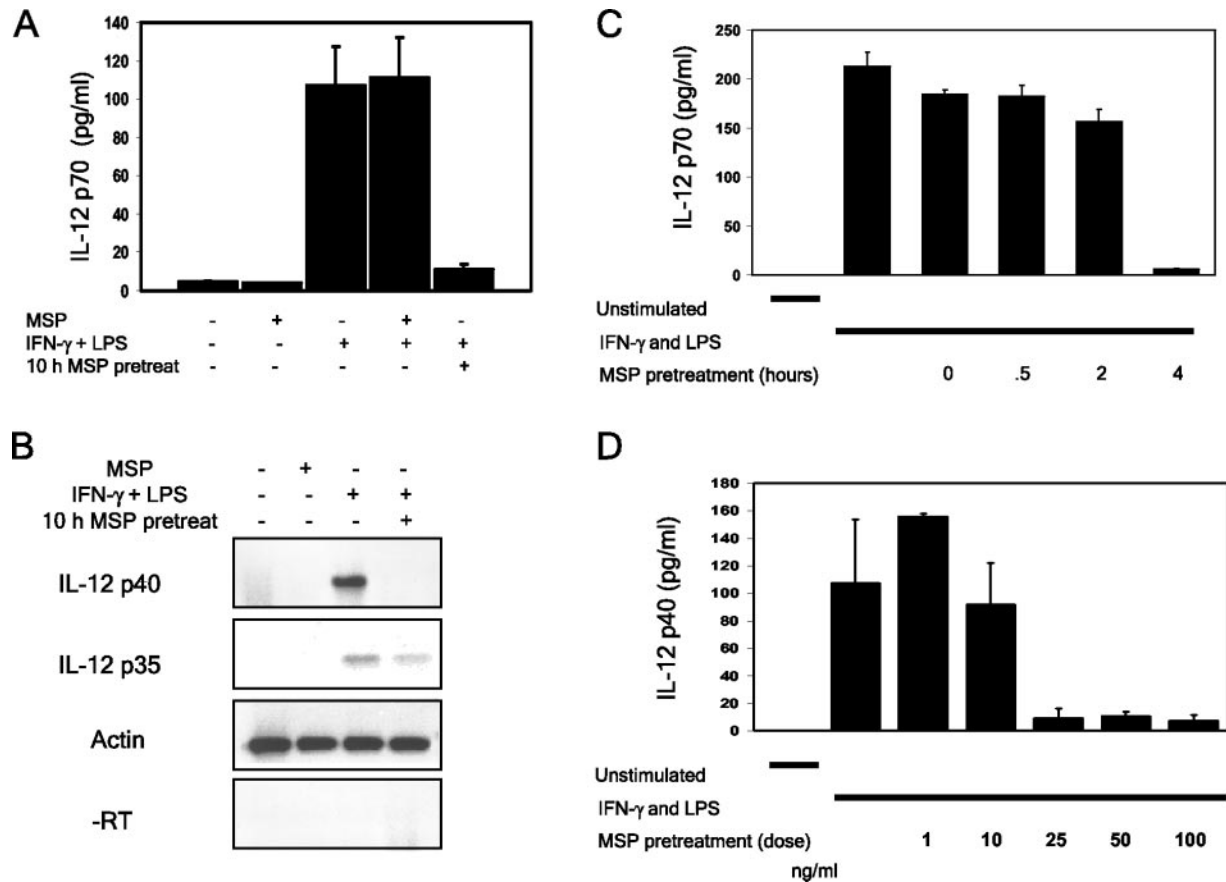 A
IL-12 p70 (pg/ml)
140
120
100
80
60
40
20
0
MSP - + - + -
IFN-γ + LPS - - + + +
10 h MSP pretreat - - - - +
B
MSP - + - -
IFN-γ + LPS - - + +
10 h MSP pretreat - - - +
IL-12 p40
IL-12 p35
Actin
-RT
C
IL-12 p70 (pg/ml)
250
200
150
100
50
0
Unstimulated
IFN-γ and LPS
MSP pretreatment (hours) 0 .5 2 4
D
IL-12 p40 (pg/ml)
180
160
140
120
100
80
60
40
20
0
Unstimulated
IFN-γ and LPS
MSP pretreatment (dose) 1 10 25 50 100
ng/ml